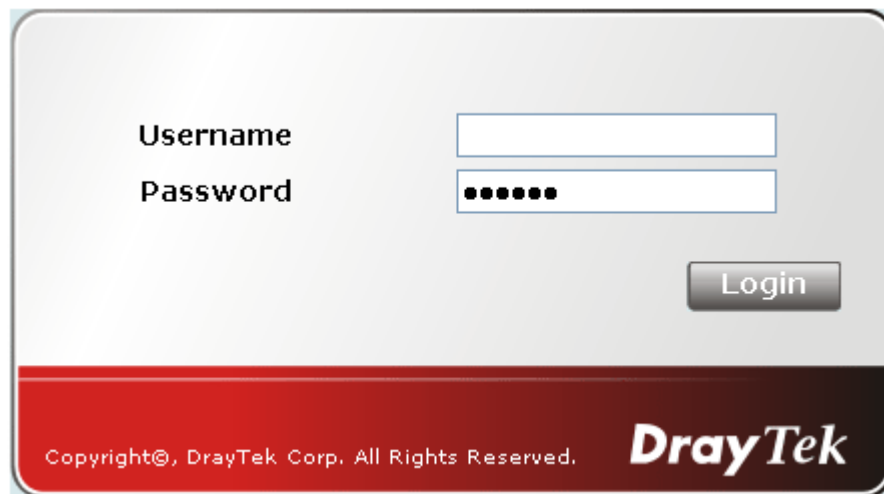 Username
Password ••••••
Login
Copyright©, DrayTek Corp. All Rights Reserved.
DrayTek